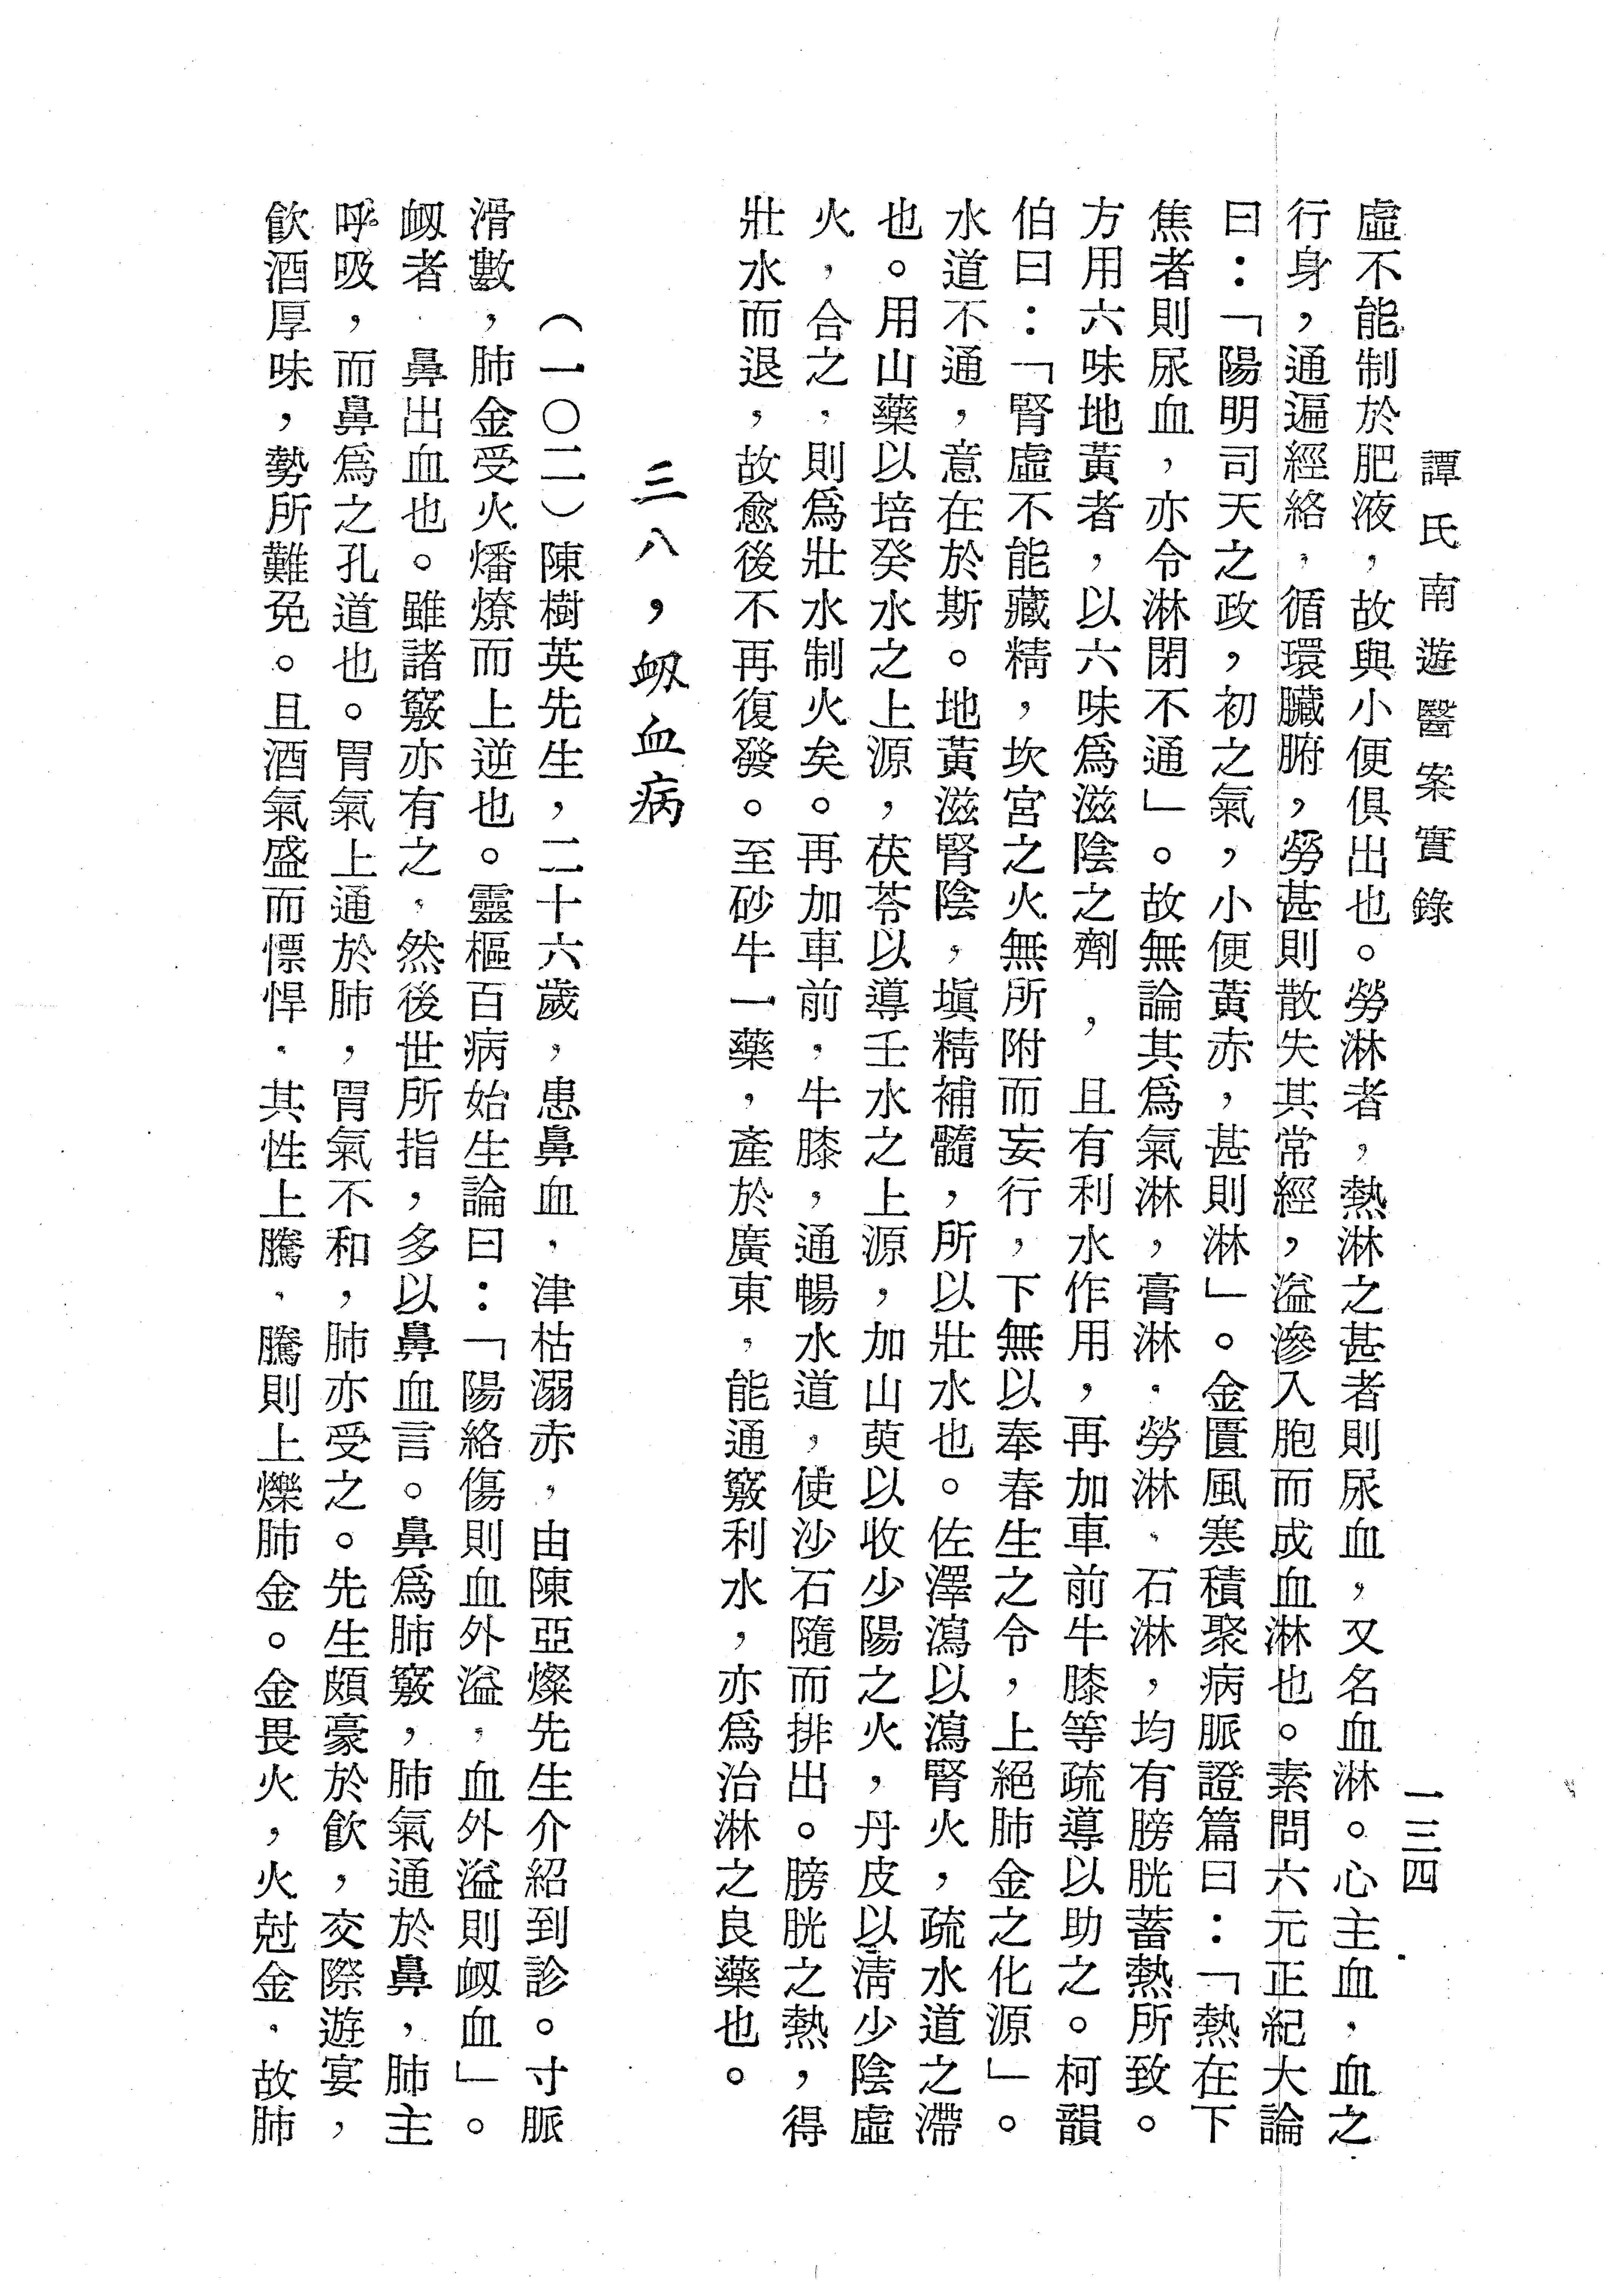 譚氏南遊醫案實錄
一三四
虛不能制於肥液，故與小便俱出也。勞淋者，熱淋之甚者則尿血，又名血淋。心主血，血之
行身，通遍經絡，循環臟腑，勞甚則散失其常經，溢滲入胞而成血淋也。素問六元正紀大論
曰：「陽明司天之政，初之氣，小便黃赤，甚則淋」。金匱風寒積聚病脈證篇曰：「熱在下
焦者則尿血，亦令淋閉不通」。故無論其為氣淋，膏淋，勞淋，石淋，均有膀胱蓄熱所致。
方用六味地黃者，以六味為滋陰之劑，且有利水作用，再加車前牛膝等疏導以助之。柯韻
伯曰：「腎虛不能藏精，坎宮之火無所附而妄行，下無以奉春生之令，上絕肺金之化源」。
水道不通，意在於斯。地黃滋腎陰，塡精補髓，所以壯水也。佐澤瀉以瀉腎火，疏水道之滯
也。用山藥以培癸水之上源，茯苓以導壬水之上源，加山萸以收少陽之火，丹皮以淸少陰虛
火，合之，則為壯水制火矣。再加車前，牛膝，通暢水道，使沙石隨而排出。膀胱之熱，得
壯水而退，故愈後不再復發。至砂牛一藥，產於廣東，能通竅利水，亦為治淋之良藥也。
三八，衂血病
（一〇二）陳樹英先生，二十六歲，患鼻血，津枯溺赤，由陳亞燦先生介紹到診。寸脈
滑數，肺金受火燔燎而上逆也。靈樞百病始生論曰：「陽絡傷則血外溢，血外溢則衂血」。
衂者，鼻出血也。雖諸竅亦有之，然後世所指，多以鼻血言。鼻為肺竅，肺氣通於鼻，肺主
呼吸，而鼻為之孔道也。胃氣上通於肺，胃氣不和，肺亦受之。先生頗豪於飮，交際遊宴，
飮酒厚味，勢所難免。且酒氣盛而慓悍，其性上騰，騰則上爍肺金。金畏火，火尅金，故肺